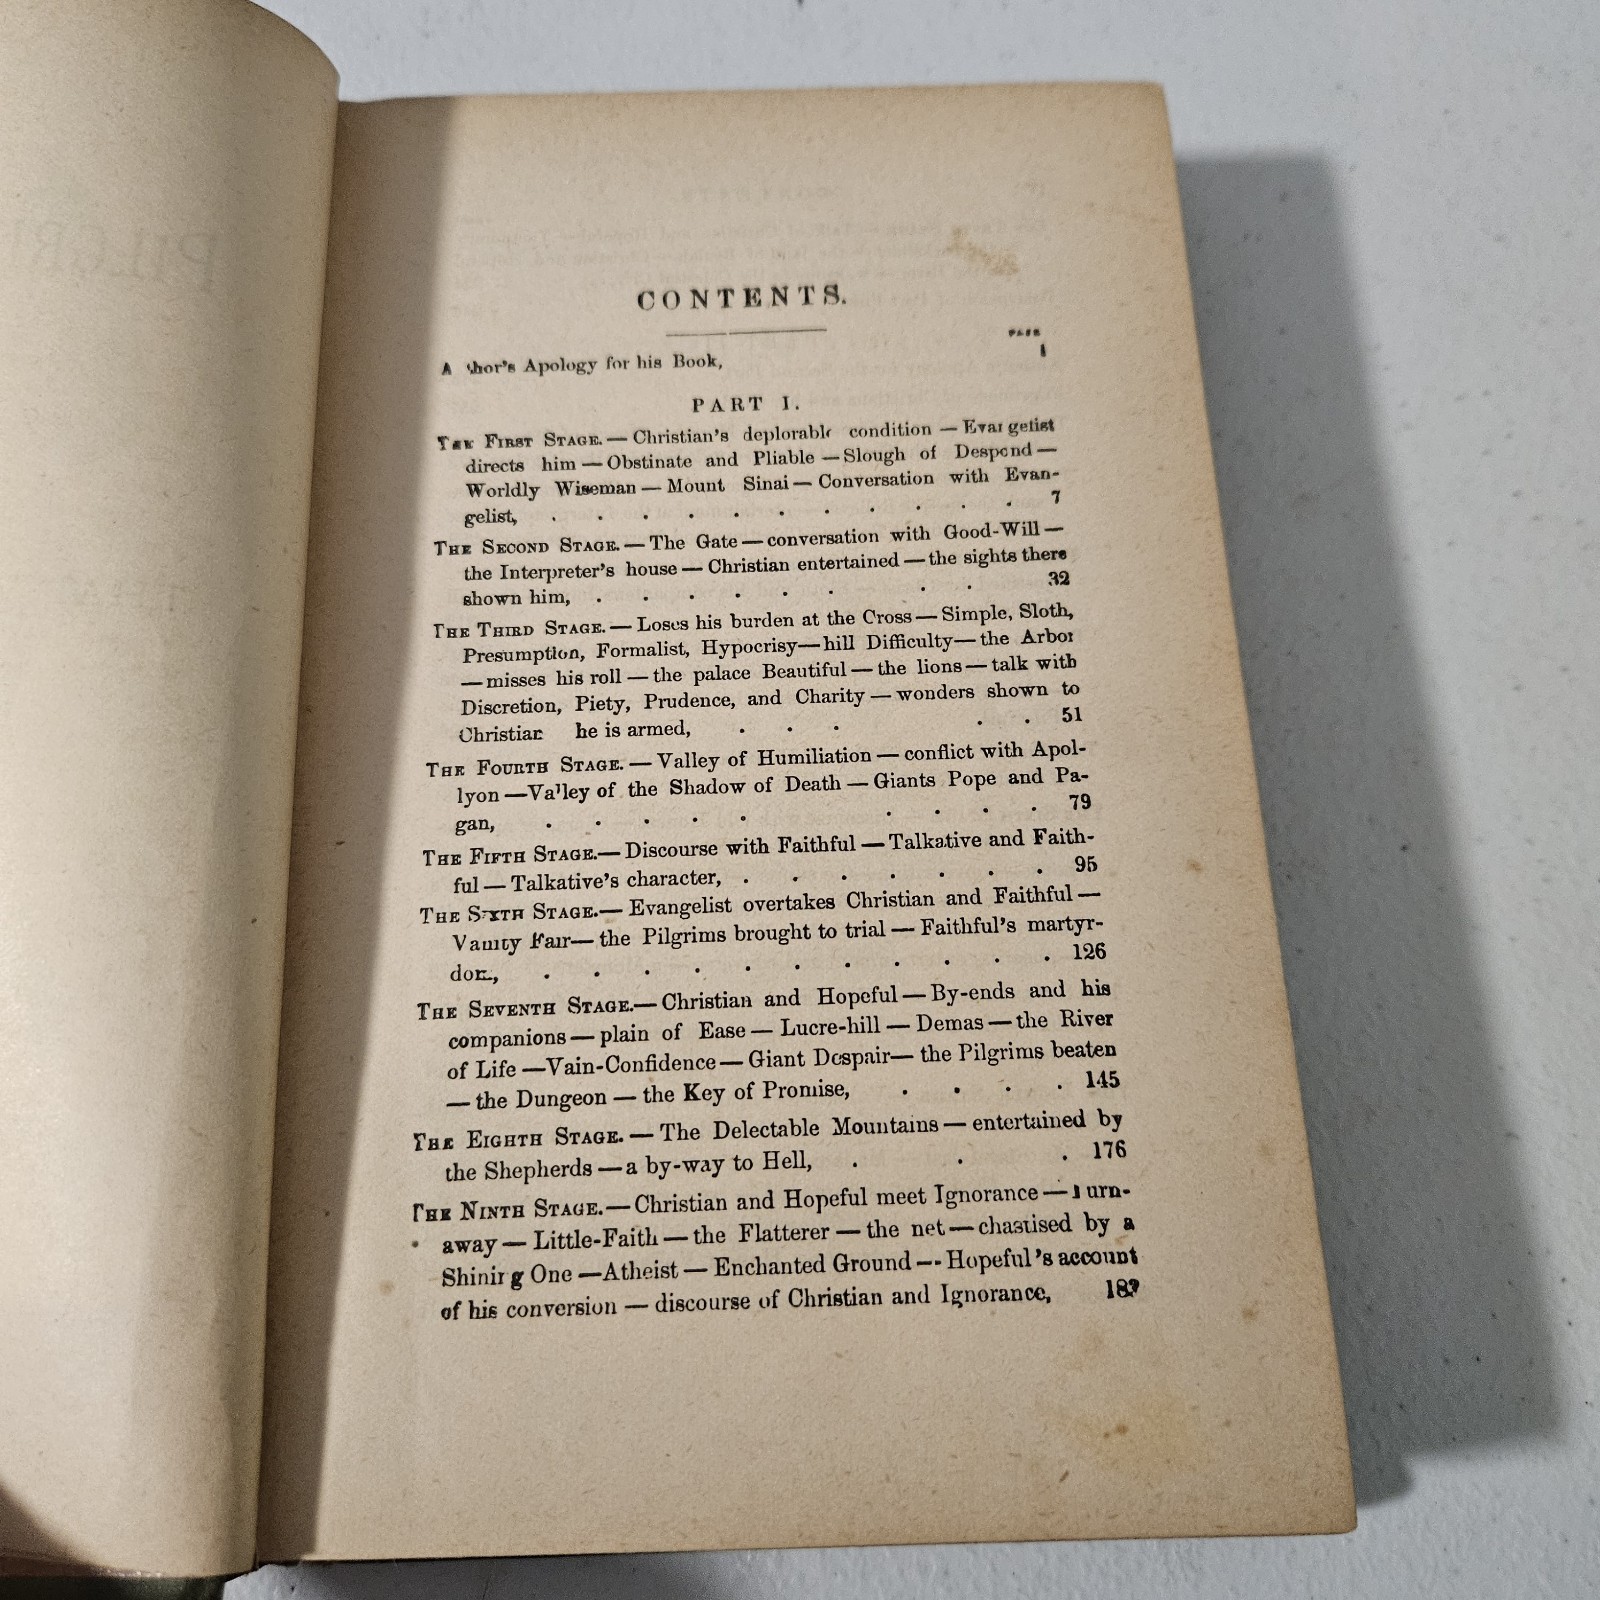 CONTENTS.
PAGE
A thor's Apology for his Book, 1
PART I.
THE FIRST STAGE. — Christian's deplorable condition — Evangelist
directs him — Obstinate and Pliable — Slough of Despond —
Worldly Wiseman — Mount Sinai — Conversation with Evan-
gelist, . . . . . . . . . . . 7
THE SECOND STAGE. — The Gate — conversation with Good-Will —
the Interpreter's house — Christian entertained — the sights there
shown him, . . . . . . . . 32
THE THIRD STAGE. — Loses his burden at the Cross — Simple, Sloth,
Presumption, Formalist, Hypocrisy — hill Difficulty — the Arbor
— misses his roll — the palace Beautiful — the lions — talk with
Discretion, Piety, Prudence, and Charity — wonders shown to
Christian he is armed, . . . . . 51
THE FOURTH STAGE. — Valley of Humiliation — conflict with Apol-
lyon — Valley of the Shadow of Death — Giants Pope and Pa-
gan, . . . . . . . . . 79
THE FIFTH STAGE. — Discourse with Faithful — Talkative and Faith-
ful — Talkative's character, . . . . . . . 95
THE SIXTH STAGE. — Evangelist overtakes Christian and Faithful —
Vanity Fair — the Pilgrims brought to trial — Faithful's martyr-
dom, . . . . . . . . . . . 126
THE SEVENTH STAGE. — Christian and Hopeful — By-ends and his
companions — plain of Ease — Lucre-hill — Demas — the River
of Life — Vain-Confidence — Giant Despair — the Pilgrims beaten
— the Dungeon — the Key of Promise, . . . . 145
THE EIGHTH STAGE. — The Delectable Mountains — entertained by
the Shepherds — a by-way to Hell, . . . 176
THE NINTH STAGE. — Christian and Hopeful meet Ignorance — Turn-
away — Little-Faith — the Flatterer — the net — chastised by a
Shining One — Atheist — Enchanted Ground — Hopeful's account
of his conversion — discourse of Christian and Ignorance,